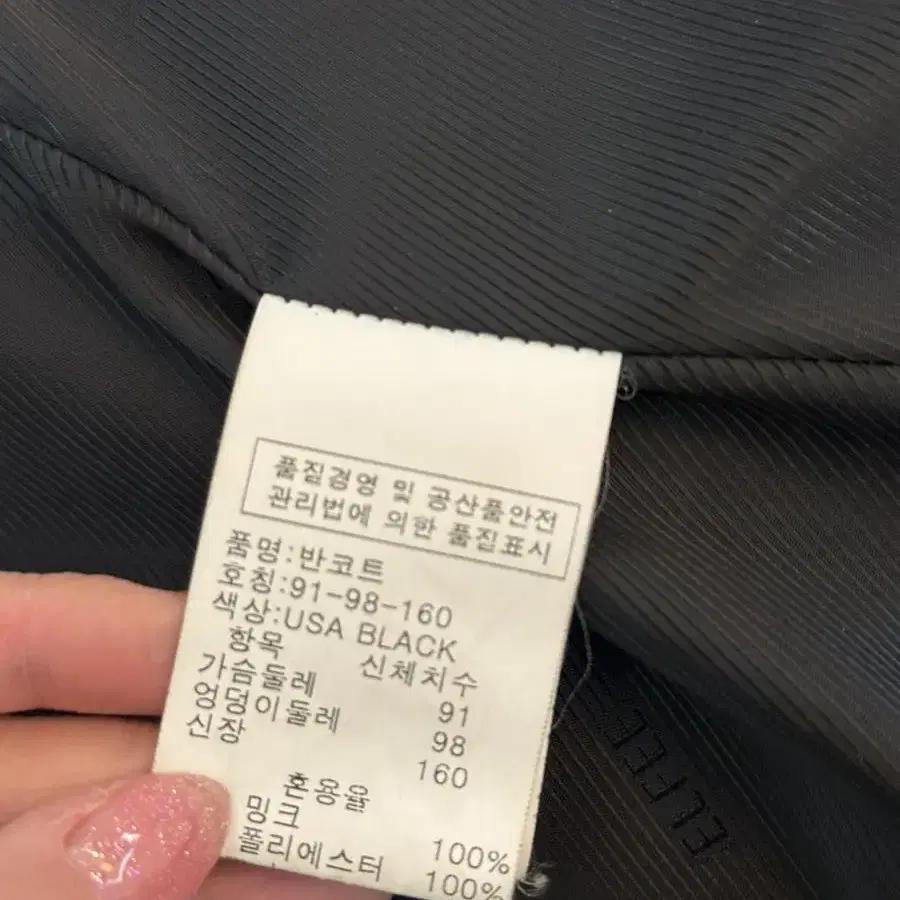 품질경영 및 공산품안전
관리법에 의한 품질표시
품명:반코트
호칭:91-98-160
색상:USA BLACK
항목 신체치수
가슴둘레 91
엉덩이둘레 98
신장 160
혼용율
밍크 100%
폴리에스터 100%
ELFEE